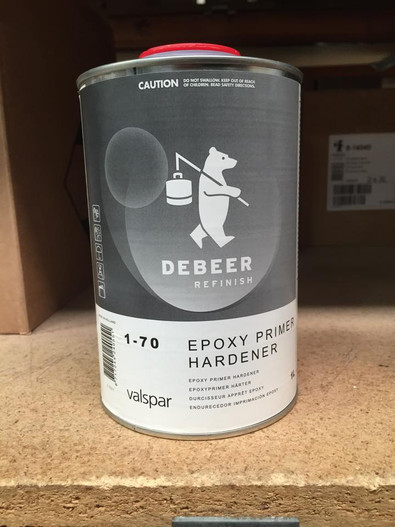 CAUTION DO NOT SWALLOW. KEEP OUT OF REACH
OF CHILDREN. READ SAFETY DIRECTIONS.
DEBEER
REFINISH
1-70 EPOXY PRIMER
HARDENER
EPOXY PRIMER HARDENER
EPOXYPRIMER HÄRTER
DURCISSEUR APPRÊT EPOXY
ENDURECEDOR IMPRIMACIÓN EPOXY
1L
valspar